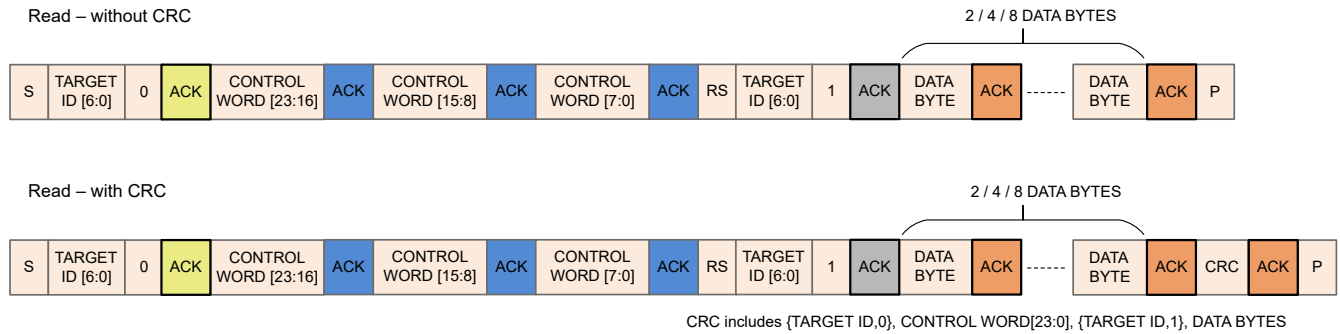 Read – without CRC
2 / 4 / 8 DATA BYTES
S TARGET ID [6:0] 0 ACK CONTROL WORD [23:16] ACK CONTROL WORD [15:8] ACK CONTROL WORD [7:0] ACK RS TARGET ID [6:0] 1 ACK DATA BYTE ACK ------ DATA BYTE ACK P
Read – with CRC
2 / 4 / 8 DATA BYTES
S TARGET ID [6:0] 0 ACK CONTROL WORD [23:16] ACK CONTROL WORD [15:8] ACK CONTROL WORD [7:0] ACK RS TARGET ID [6:0] 1 ACK DATA BYTE ACK ------ DATA BYTE ACK CRC ACK P
CRC includes {TARGET ID,0}, CONTROL WORD[23:0], {TARGET ID,1}, DATA BYTES